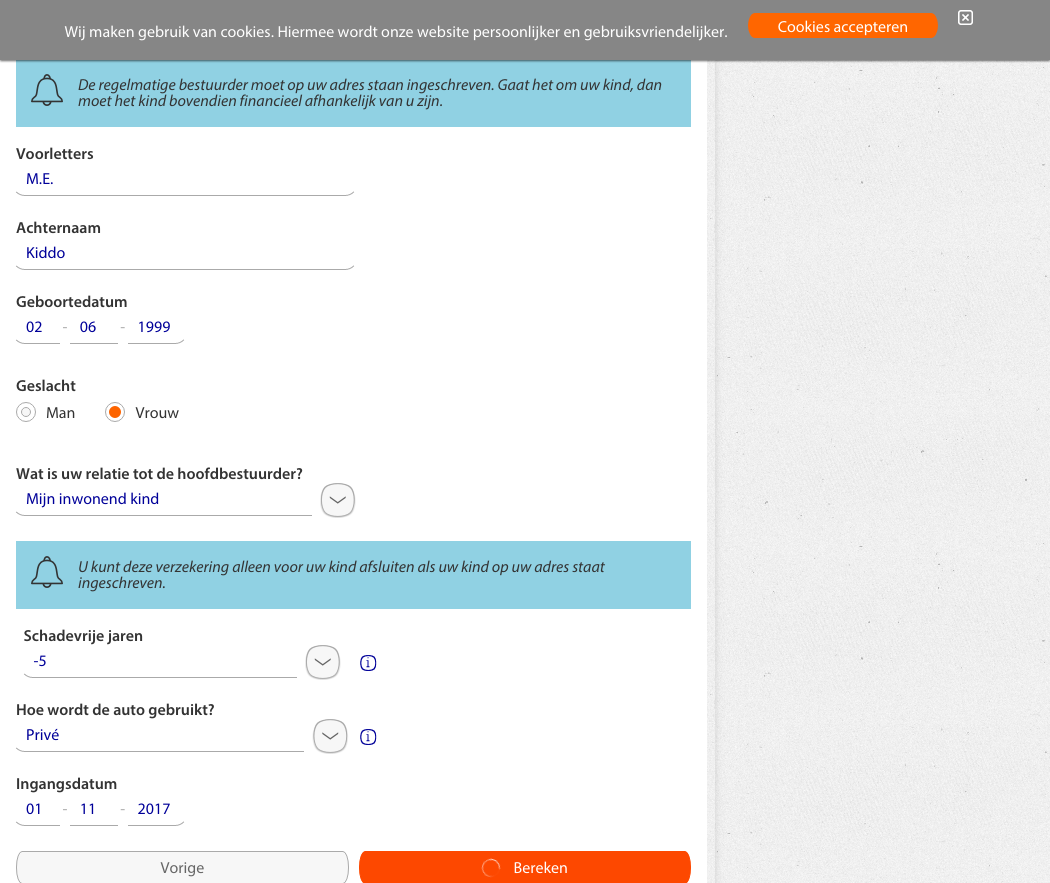 Wij maken gebruik van cookies. Hiermee wordt onze website persoonlijker en gebruiksvriendelijker.
Cookies accepteren
De regelmatige bestuurder moet op uw adres staan ingeschreven. Gaat het om uw kind, dan
moet het kind bovendien financieel afhankelijk van u zijn.
Voorletters
M.E.
Achternaam
Kiddo
Geboortedatum
02 - 06 - 1999
Geslacht
Man Vrouw
Wat is uw relatie tot de hoofdbestuurder?
Mijn inwonend kind
U kunt deze verzekering alleen voor uw kind afsluiten als uw kind op uw adres staat
ingeschreven.
Schadevrije jaren
-5
Hoe wordt de auto gebruikt?
Privé
Ingangsdatum
01 - 11 - 2017
Vorige Bereken